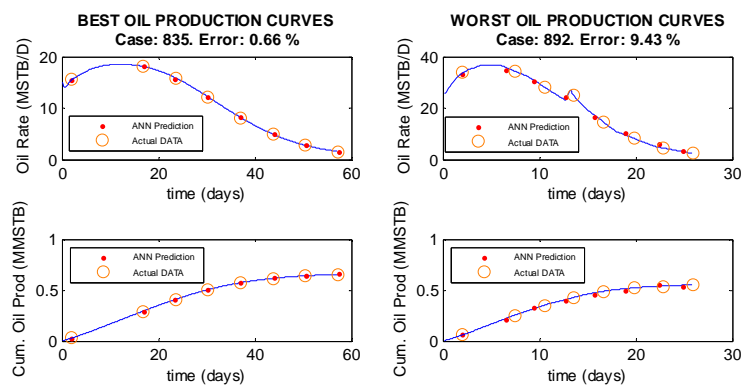 BEST OIL PRODUCTION CURVES
Case: 835. Error: 0.66 %
Oil Rate (MSTB/D)
20
10
0
ANN Prediction
Actual DATA
0 20 40 60
time (days)
WORST OIL PRODUCTION CURVES
Case: 892. Error: 9.43 %
Oil Rate (MSTB/D)
40
20
0
ANN Prediction
Actual DATA
0 10 20 30
time (days)
Cum. Oil Prod (MMSTB)
1
0.5
0
ANN Prediction
Actual DATA
0 20 40 60
time (days)
Cum. Oil Prod (MMSTB)
1
0.5
0
ANN Prediction
Actual DATA
0 10 20 30
time (days)